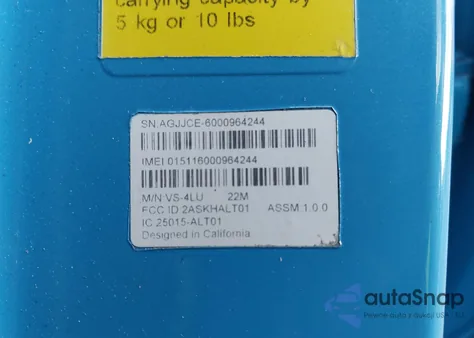 carrying capacity by
5 kg or 10 lbs
SN.AGJJCE-6000964244
IMEI 015116000964244
M/N VS-4LU 22M
FCC ID 2ASKHALT01 ASSM 1.0.0
IC 25015-ALT01
Designed in California
autaSnap